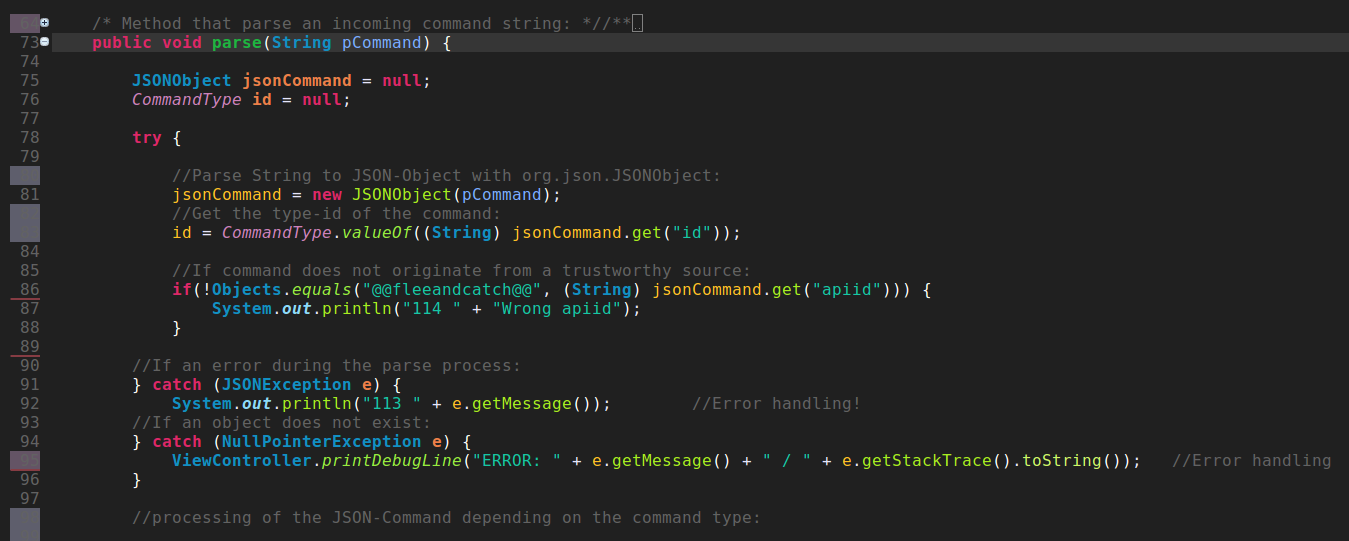 /* Method that parse an incoming command string: *//**
73 public void parse(String pCommand) {
74
75 JSONObject jsonCommand = null;
76 CommandType id = null;
77
78 try {
79
//Parse String to JSON-Object with org.json.JSONObject:
81 jsonCommand = new JSONObject(pCommand);
//Get the type-id of the command:
id = CommandType.valueOf((String) jsonCommand.get("id"));
84
85 //If command does not originate from a trustworthy source:
86 if(!Objects.equals("@@fleeandcatch@@", (String) jsonCommand.get("apiid"))) {
87 System.out.println("114 " + "Wrong apiid");
88 }
89
90 //If an error during the parse process:
91 } catch (JSONException e) {
92 System.out.println("113 " + e.getMessage()); //Error handling!
93 //If an object does not exist:
94 } catch (NullPointerException e) {
95 ViewController.printDebugLine("ERROR: " + e.getMessage() + " / " + e.getStackTrace().toString()); //Error handling
96 }
97
//processing of the JSON-Command depending on the command type: